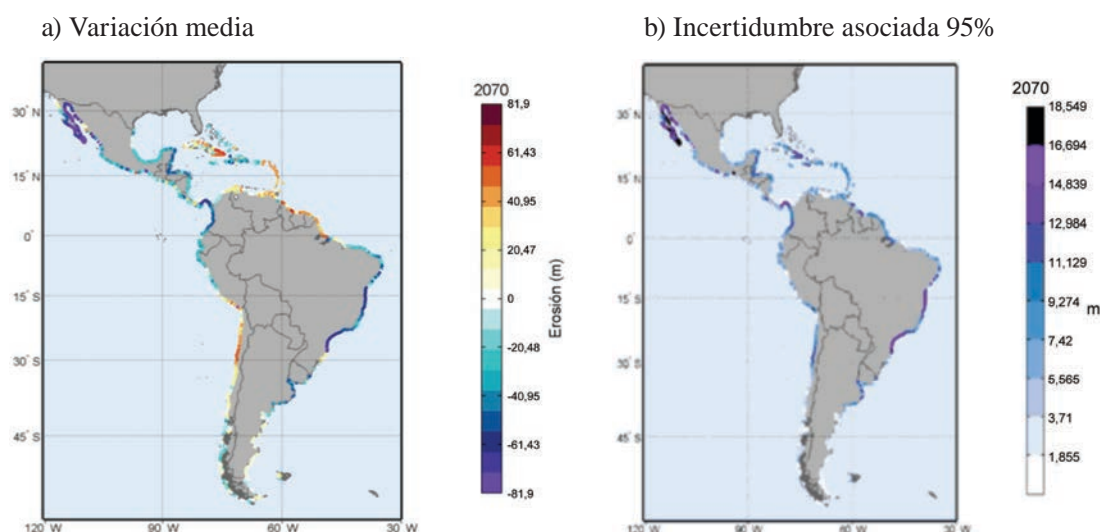 a) Variación media
b) Incertidumbre asociada 95%
30° N
15° N
0°
15° S
30° S
45° S
120 W
90 W
60 W
30 W
2070
81,9
61,43
40,95
20,47
0
-20,48
-40,95
-61,43
-81,9
Erosión (m)
30° N
15° N
0°
15° S
30° S
45° S
120 W
90 W
60 W
30 W
2070
18,549
16,694
14,839
12,984
11,129
9,274
7,42
5,565
3,71
1,855
m